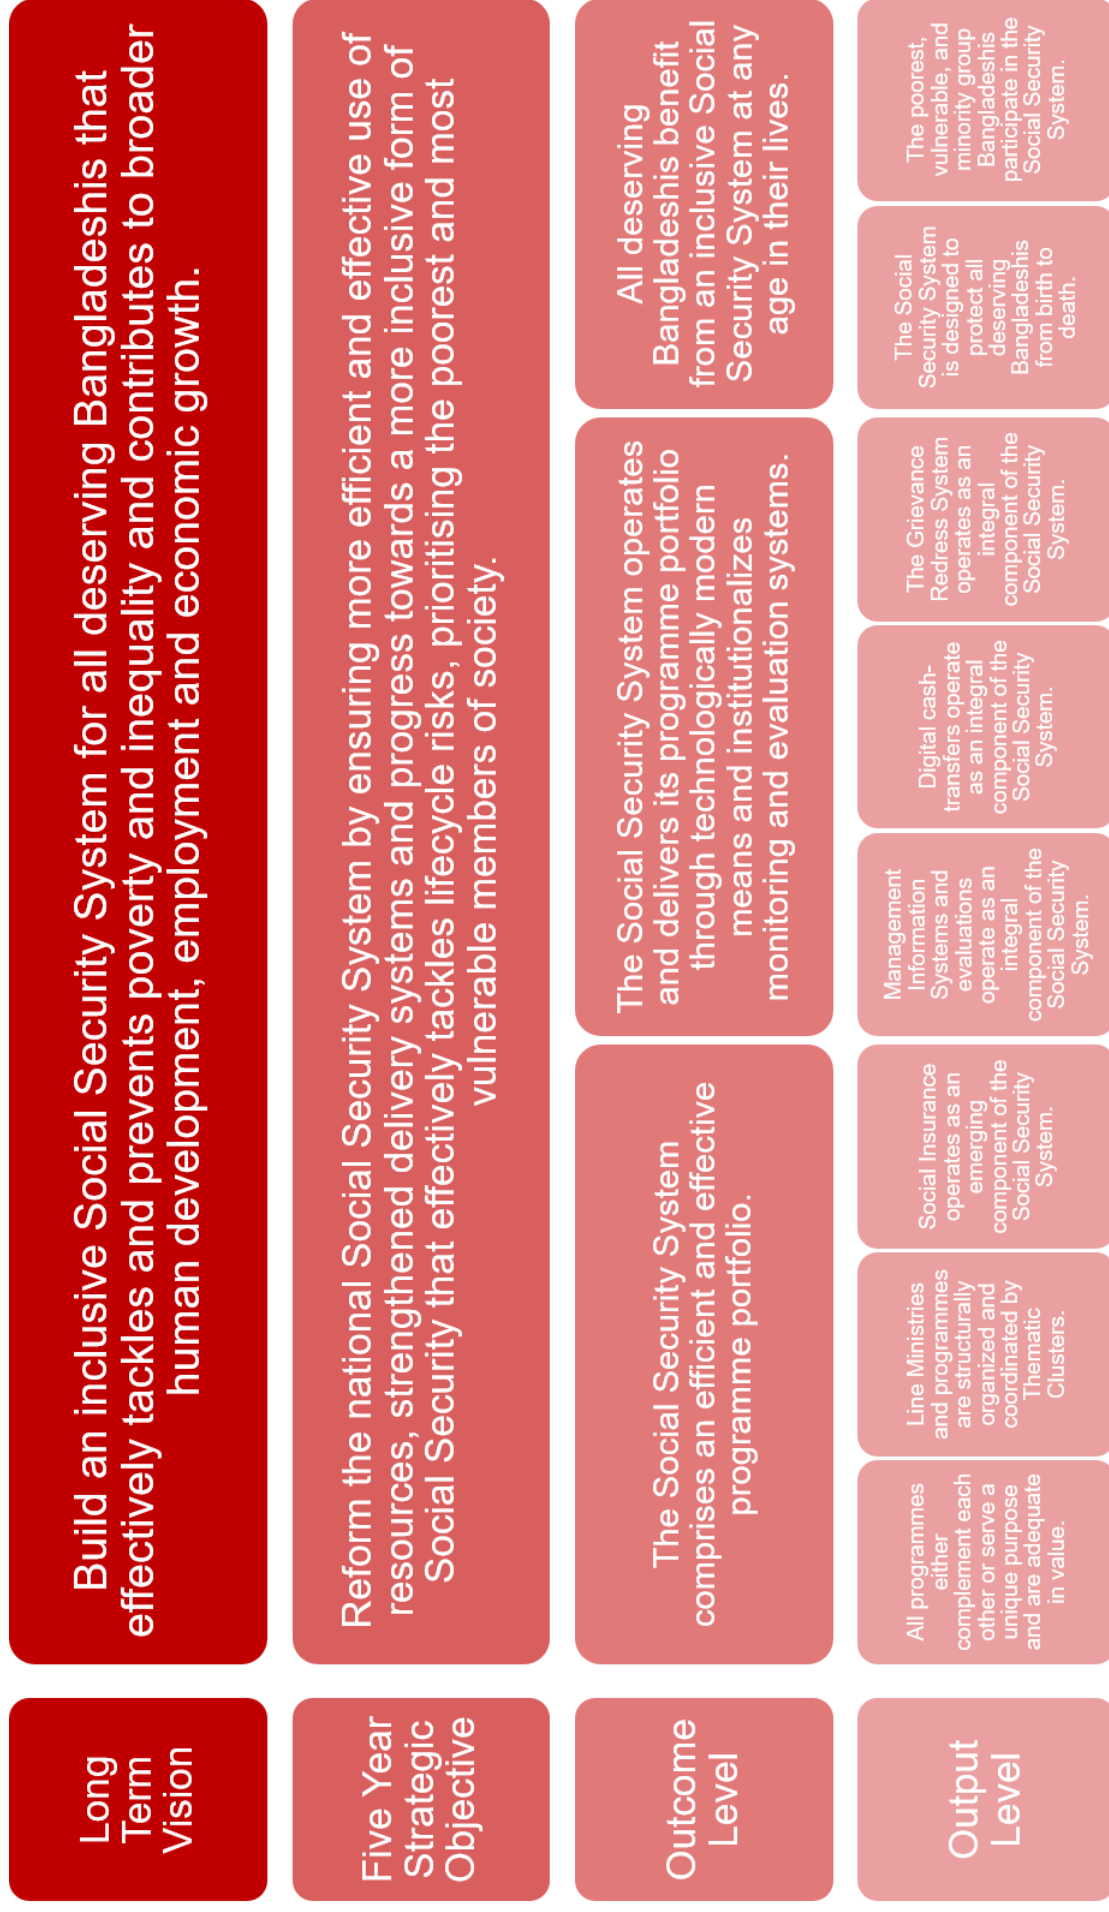 Long
Term
Vision
Build an inclusive Social Security System for all deserving Bangladeshis that
effectively tackles and prevents poverty and inequality and contributes to broader
human development, employment and economic growth.
Five Year
Strategic
Objective
Reform the national Social Security System by ensuring more efficient and effective use of
resources, strengthened delivery systems and progress towards a more inclusive form of
Social Security that effectively tackles lifecycle risks, prioritising the poorest and most
vulnerable members of society.
Outcome
Level
The Social Security System
comprises an efficient and effective
programme portfolio.
The Social Security System operates
and delivers its programme portfolio
through technologically modern
means and institutionalizes
monitoring and evaluation systems.
All deserving
Bangladeshis benefit
from an inclusive Social
Security System at any
age in their lives.
Output
Level
All programmes
either
complement each
other or serve a
unique purpose
and are adequate
in value.
Line Ministries
and programmes
are structurally
organized and
coordinated by
Thematic
Clusters.
Social Insurance
operates as an
emerging
component of the
Social Security
System.
Management
Information
Systems and
evaluations
operate as an
integral
component of the
Social Security
System.
Digital cash-
transfers operate
as an integral
component of the
Social Security
System.
The Grievance
Redress System
operates as an
integral
component of the
Social Security
System.
The Social
Security System
is designed to
protect all
deserving
Bangladeshis
from birth to
death.
The poorest,
vulnerable, and
minority group
Bangladeshis
participate in the
Social Security
System.